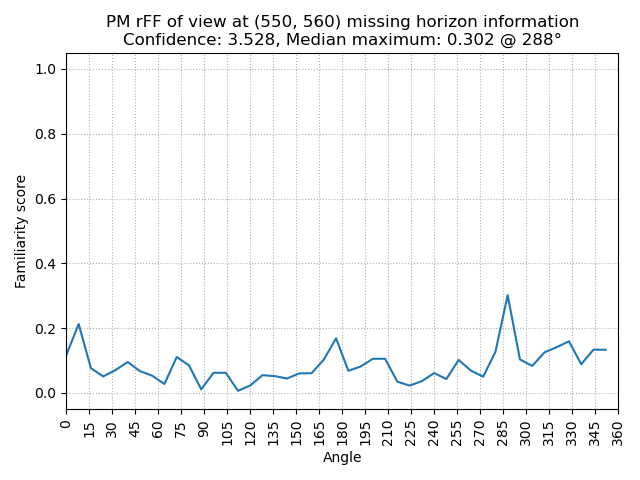 PM rFF of view at (550, 560) missing horizon information
Confidence: 3.528, Median maximum: 0.302 @ 288°
1.0
0.8
0.6
0.4
0.2
0.0
Familiarity score
0 15 30 45 60 75 90 105 120 135 150 165 180 195 210 225 240 255 270 285 300 315 330 345 360
Angle